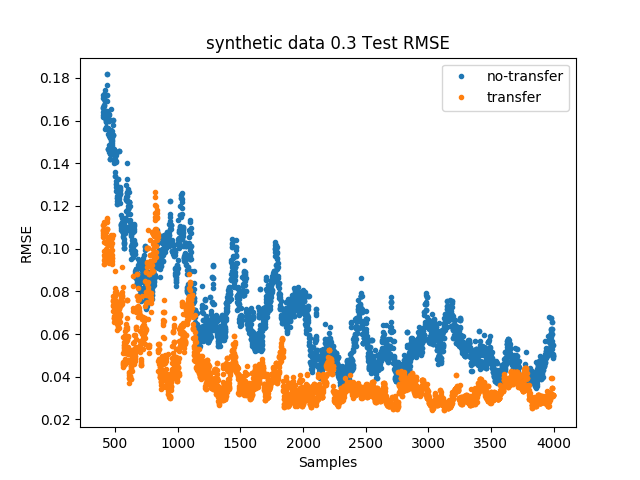 synthetic data 0.3 Test RMSE
no-transfer
transfer
RMSE
0.18
0.16
0.14
0.12
0.10
0.08
0.06
0.04
0.02
500 1000 1500 2000 2500 3000 3500 4000
Samples